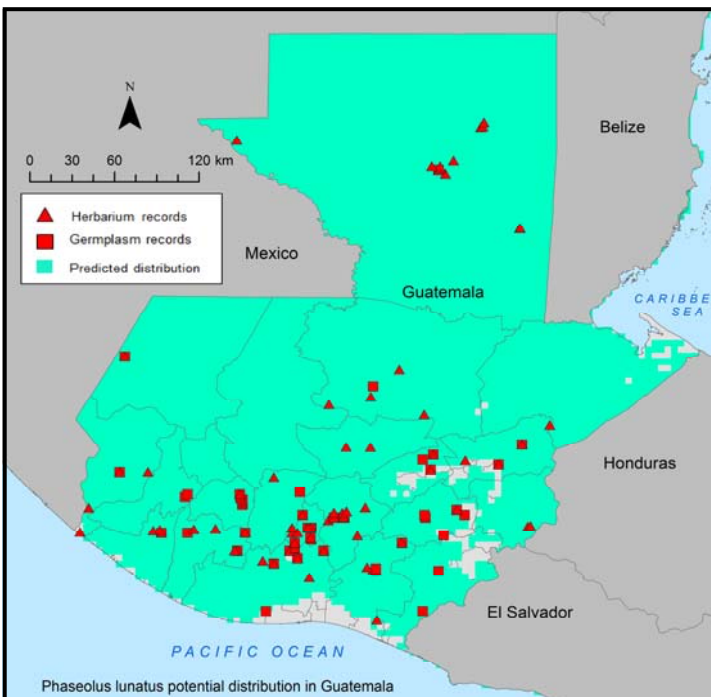 N
Belize
0 30 60 120 km
Herbarium records
Germplasm records
Predicted distribution
Mexico
Guatemala
CARIBBE
SEA
Honduras
El Salvador
PACIFIC OCEAN
Phaseolus lunatus potential distribution in Guatemala